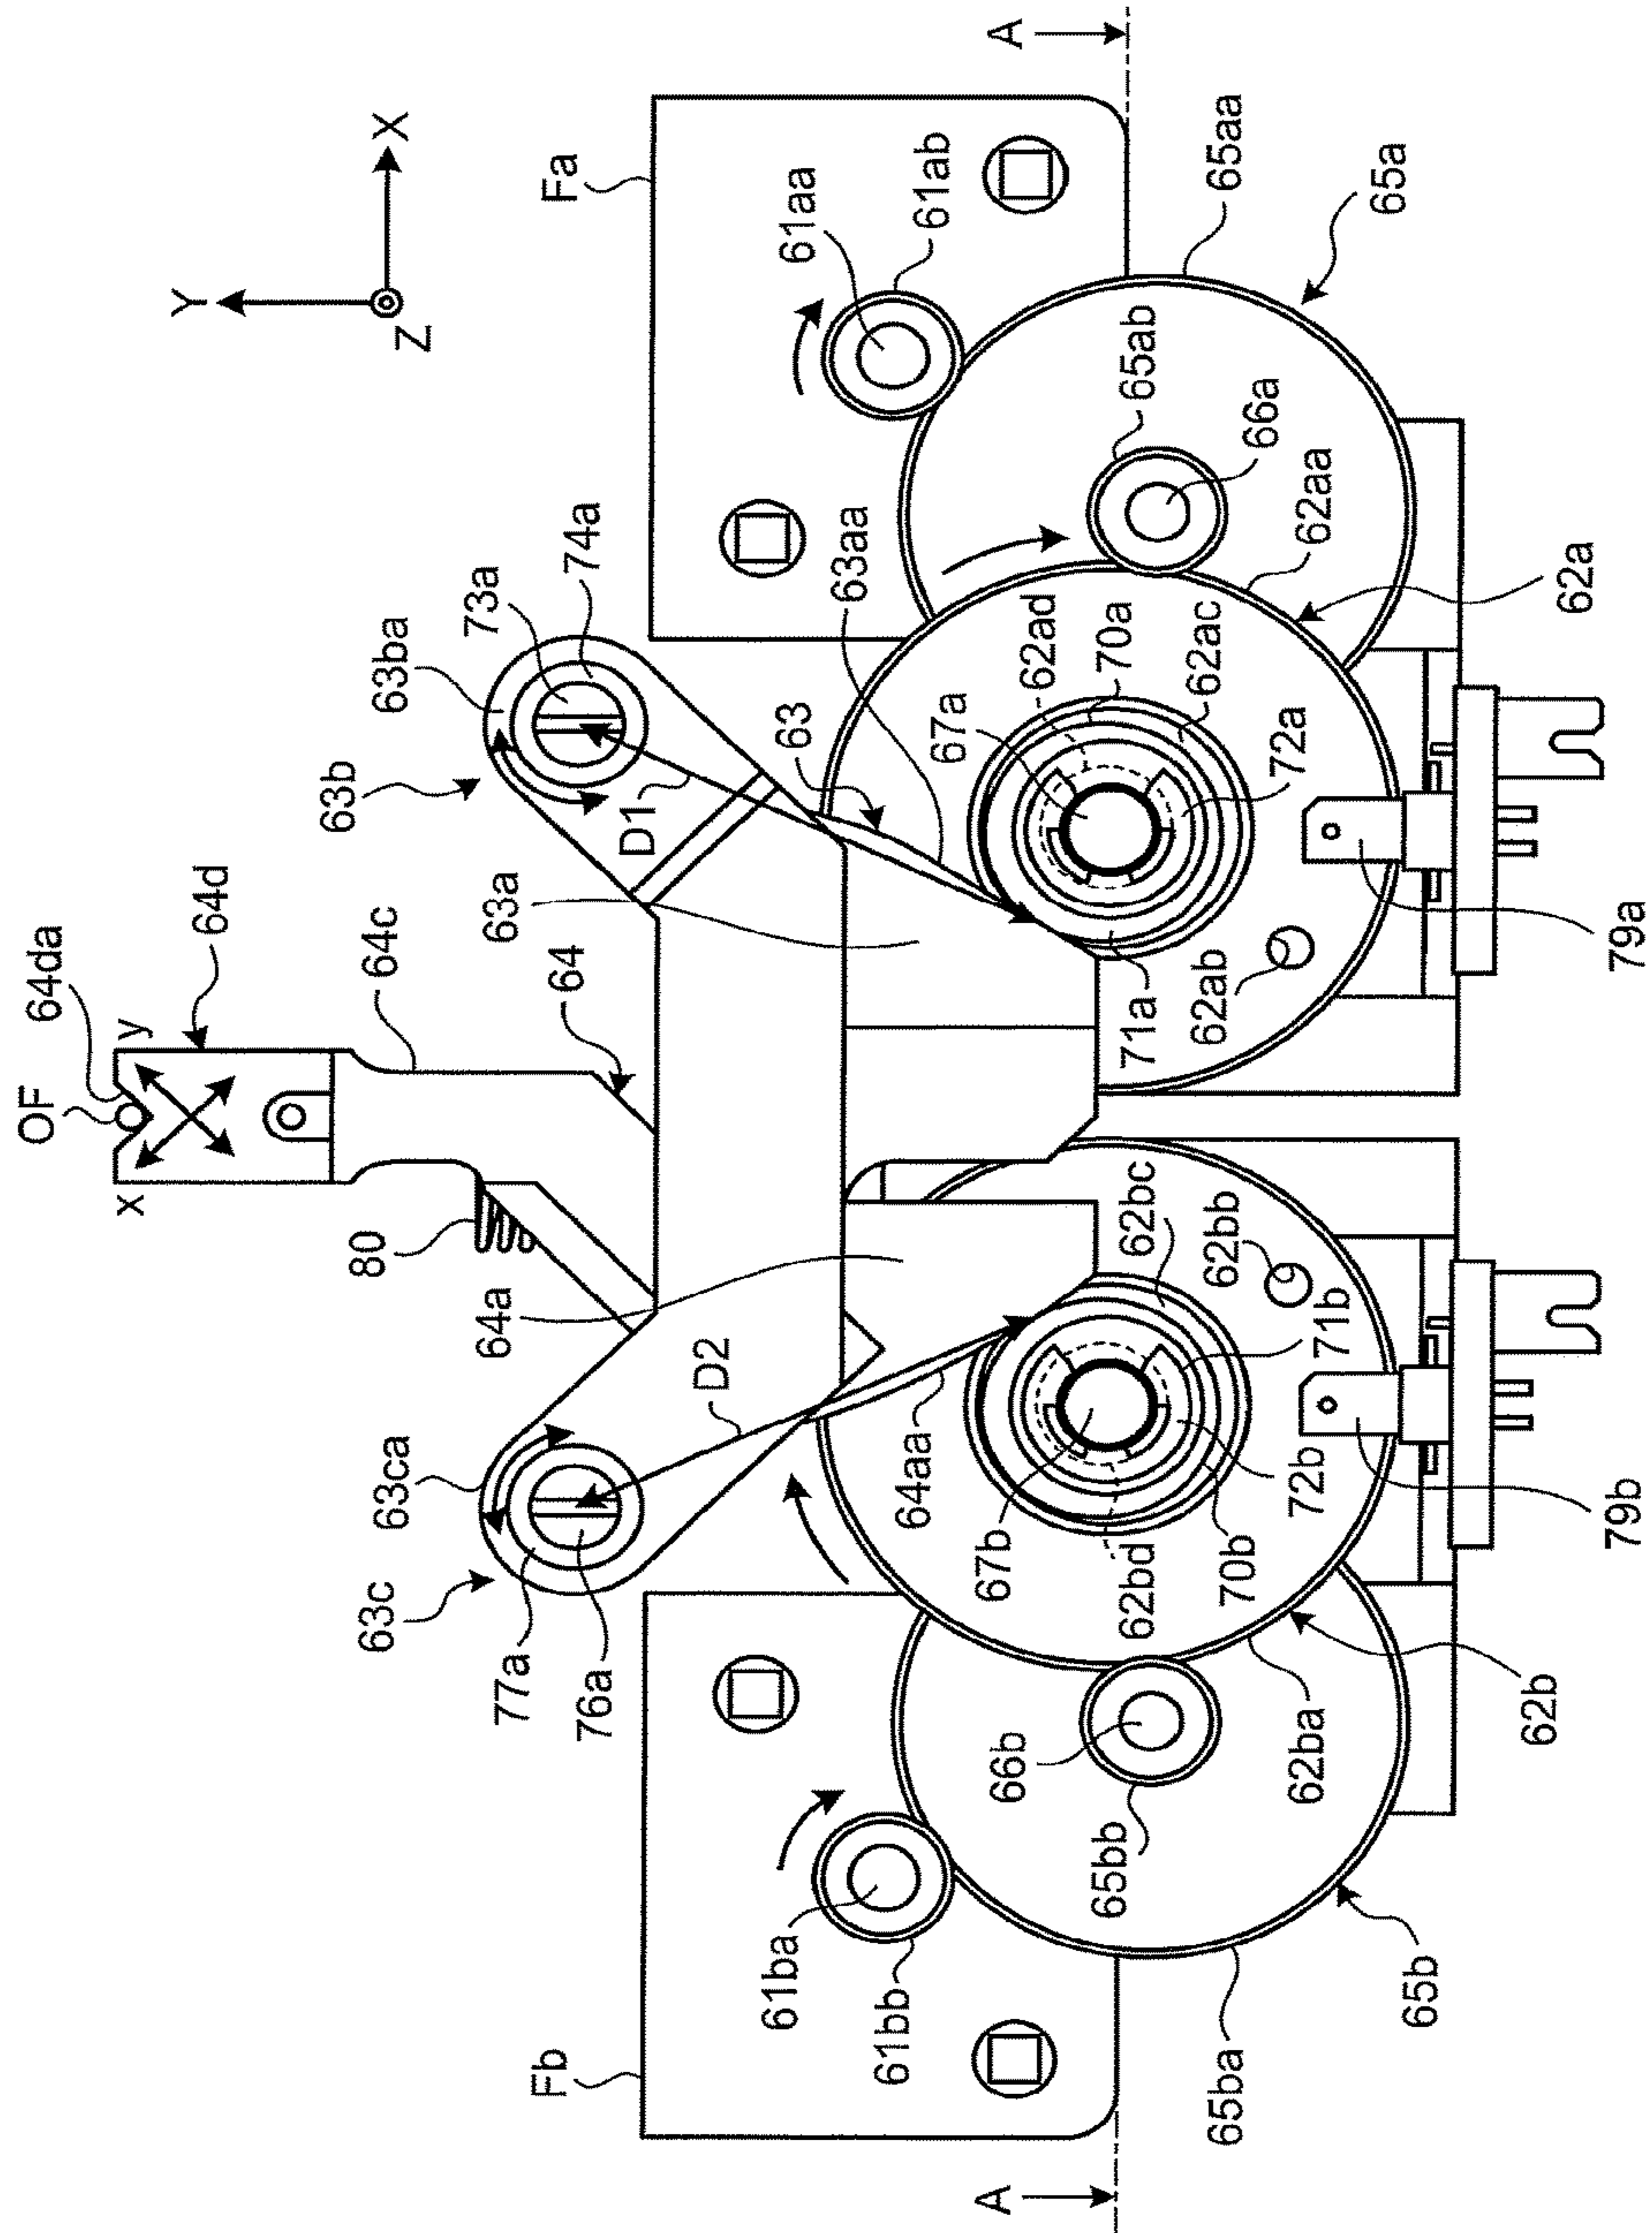 A
X
Y
Z
Fa
61aa
61ab
65aa
65a
65ab
66a
62aa
62a
73a
74a
63ba
63b
D1
63
63aa
62ad
70a
62ac
67a
72a
63a
71a
62ab
79a
64da
64d
OF
y
x
64c
64
80
64a
D2
62bc
62bb
71b
64aa
67b
62bd
70b
72b
79b
63ca
63c
77a
76a
66b
65bb
62ba
62b
61ba
61bb
Fb
65b
65ba
A